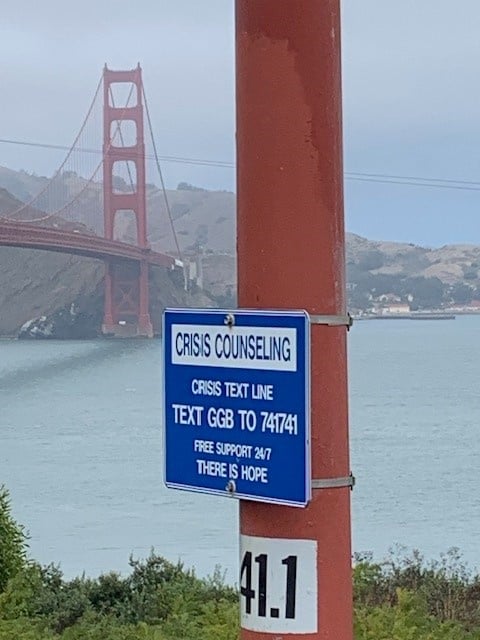 CRISIS COUNSELING
CRISIS TEXT LINE
TEXT GGB TO 741741
FREE SUPPORT 24/7
THERE IS HOPE
41.1